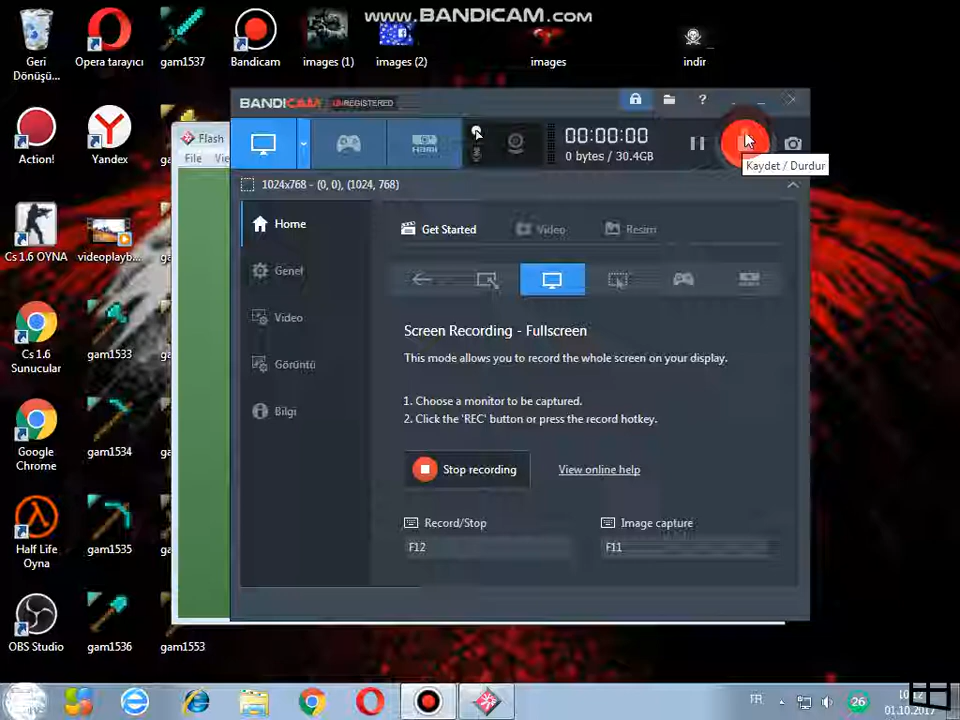 www.BANDICAM.com
Geri
Dönüşü...
Opera tarayıcı
gam1537
Bandicam
images (1)
images (2)
images
indir
BANDICAM UNREGISTERED
Action!
Yandex
Flash
File
00:00:00
0 bytes / 30.4GB
Kaydet / Durdur
1024x768 - (0, 0), (1024, 768)
Cs 1.6 OYNA
videoplayb...
Home
Genel
Video
Görüntü
Bilgi
Get Started
Video
Resim
Screen Recording - Fullscreen
This mode allows you to record the whole screen on your display.
1. Choose a monitor to be captured.
2. Click the 'REC' button or press the record hotkey.
Stop recording
View online help
Record/Stop
Image capture
F12
F11
Cs 1.6
Sunucular
gam1533
Google
Chrome
gam1534
Half Life
Oyna
gam1535
OBS Studio
gam1536
gam1553
FR
26